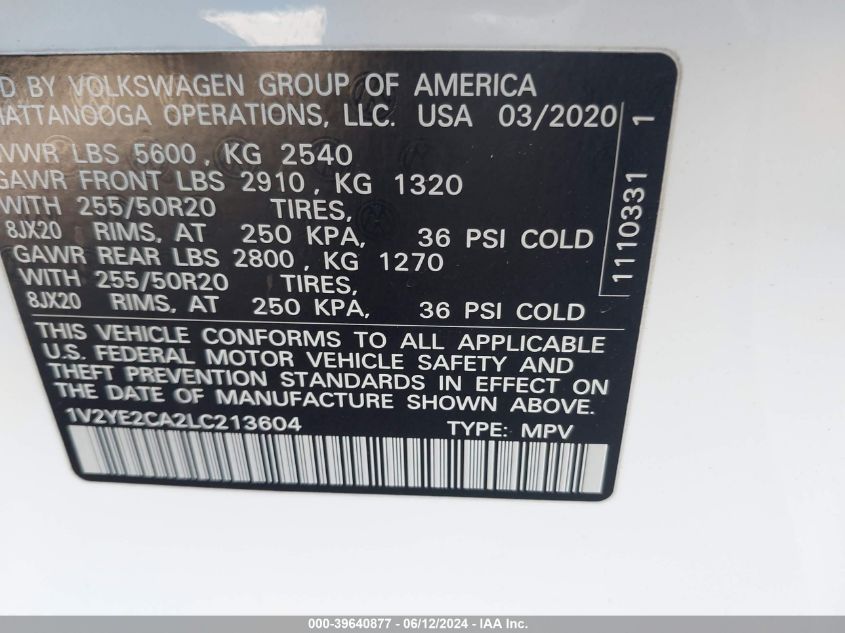 D BY VOLKSWAGEN GROUP OF AMERICA
HATTANOOGA OPERATIONS, LLC. USA 03/2020
VWR LBS 5600, KG 2540
GAWR FRONT LBS 2910, KG 1320
WITH 255/50R20 TIRES,
8JX20 RIMS, AT 250 KPA, 36 PSI COLD
GAWR REAR LBS 2800, KG 1270
WITH 255/50R20 TIRES,
8JX20 RIMS, AT 250 KPA, 36 PSI COLD
1110331 1
THIS VEHICLE CONFORMS TO ALL APPLICABLE
U.S. FEDERAL MOTOR VEHICLE SAFETY AND
THEFT PREVENTION STANDARDS IN EFFECT ON
THE DATE OF MANUFACTURE SHOWN ABOVE.
1V2YE2CA2LC213604 TYPE: MPV
000-39640877 - 06/12/2024 - IAAI.com